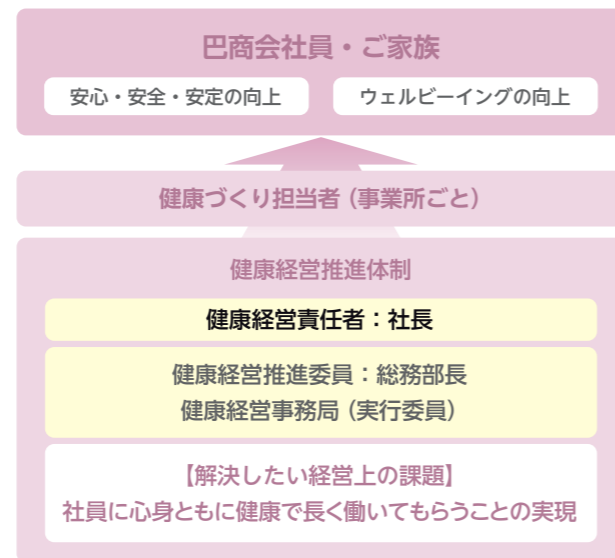 巴商会社員・ご家族
安心・安全・安定の向上
ウェルビーイングの向上
健康づくり担当者（事業所ごと）
健康経営推進体制
健康経営責任者：社長
健康経営推進委員：総務部長
健康経営事務局（実行委員）
【解決したい経営上の課題】
社員に心身ともに健康で長く働いてもらうことの実現